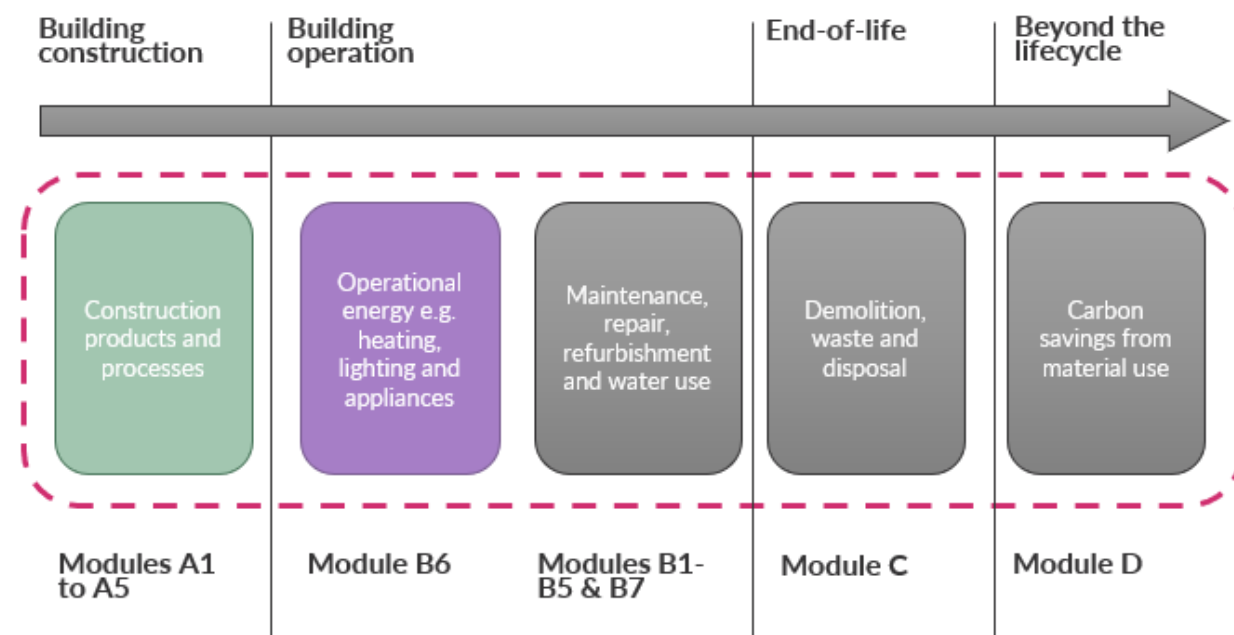 Building
construction
Building
operation
End-of-life
Beyond the
lifecycle
Construction
products and
processes
Operational
energy e.g.
heating,
lighting and
appliances
Maintenance,
repair,
refurbishment
and water use
Demolition,
waste and
disposal
Carbon
savings from
material use
Modules A1
to A5
Module B6
Modules B1-
B5 & B7
Module C
Module D